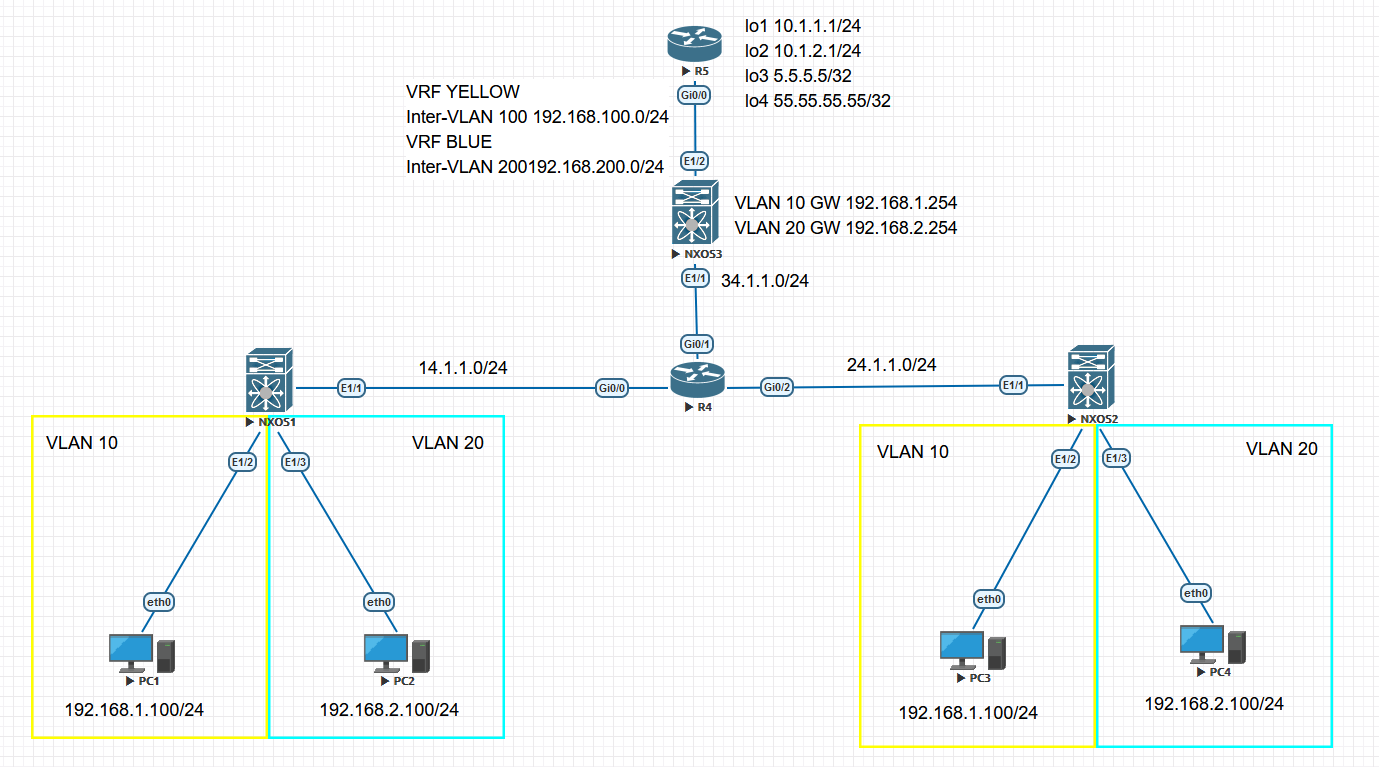 lo1 10.1.1.1/24
lo2 10.1.2.1/24
lo3 5.5.5.5/32
lo4 55.55.55.55/32
R5
Gi0/0
VRF YELLOW
Inter-VLAN 100 192.168.100.0/24
VRF BLUE
Inter-VLAN 200192.168.200.0/24
E1/2
VLAN 10 GW 192.168.1.254
VLAN 20 GW 192.168.2.254
NXOS3
E1/1
34.1.1.0/24
Gi0/1
14.1.1.0/24
24.1.1.0/24
E1/1
Gi0/0
Gi0/2
E1/1
R4
NXOS1
NXOS2
VLAN 10
VLAN 20
VLAN 10
VLAN 20
E1/2
E1/3
E1/2
E1/3
eth0
eth0
eth0
eth0
PC1
PC2
PC3
PC4
192.168.1.100/24
192.168.2.100/24
192.168.1.100/24
192.168.2.100/24